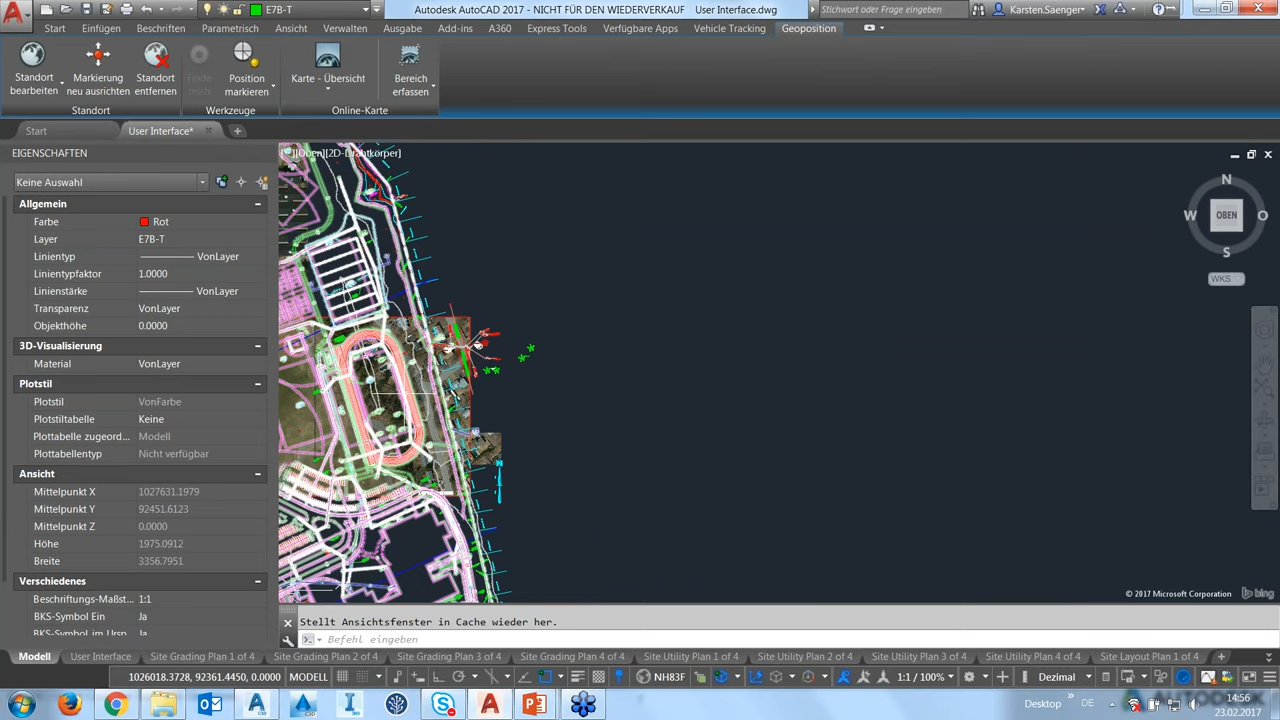 E7B-T
Autodesk AutoCAD 2017 - NICHT FÜR DEN WIEDERVERKAUF User Interface.dwg
Stichwort oder Frage eingeben
Karsten.Saenger
Start Einfügen Beschriften Parametrisch Ansicht Verwalten Ausgabe Add-ins A360 Express Tools Verfügbare Apps Vehicle Tracking Geoposition
Standort bearbeiten
Markierung neu ausrichten
Standort entfernen
Finde mich
Position markieren
Karte - Übersicht
Bereich erfassen
Standort Werkzeuge Online-Karte
Start User Interface*
EIGENSCHAFTEN
[Oben][2D-Drahtkörper]
Keine Auswahl
Allgemein
Farbe Rot
Layer E7B-T
Linientyp VonLayer
Linientypfaktor 1.0000
Linienstärke VonLayer
Transparenz VonLayer
Objekthöhe 0.0000
3D-Visualisierung
Material VonLayer
Plotstil
Plotstil VonFarbe
Plotstiltabelle Keine
Plottabelle zugeord... Modell
Plottabellentyp Nicht verfügbar
Ansicht
Mittelpunkt X 1027631.1979
Mittelpunkt Y 92451.6123
Mittelpunkt Z 0.0000
Höhe 1975.0912
Breite 3356.7951
Verschiedenes
Beschriftungs-Maßst... 1:1
BKS-Symbol Ein Ja
BKS-Symbol im Ursp... Ja
N
W OBEN O
S
WKS
N
© 2017 Microsoft Corporation bing
Stellt Ansichtsfenster in Cache wieder her.
Befehl eingeben
Modell User Interface Site Grading Plan 1 of 4 Site Grading Plan 2 of 4 Site Grading Plan 3 of 4 Site Grading Plan 4 of 4 Site Utility Plan 1 of 4 Site Utility Plan 2 of 4 Site Utility Plan 3 of 4 Site Utility Plan 4 of 4 Site Layout Plan 1 of 4
1026018.3728, 92361.4450, 0.0000 MODELL NH83F 1:1 / 100% Dezimal
Desktop DE 14:56
23.02.2017